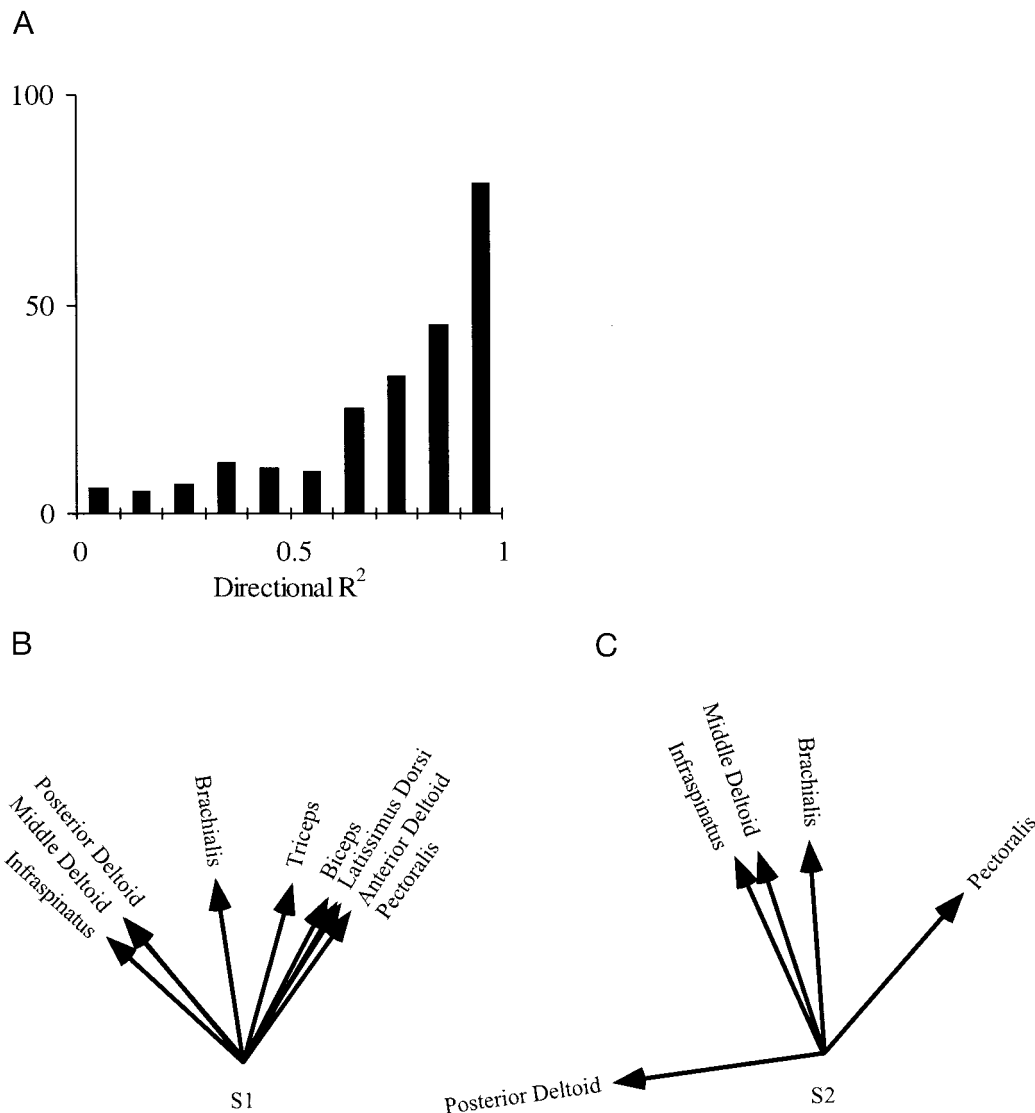 A
100
50
0
0 0.5 1
Directional R²
B
C
Posterior Deltoid
Middle Deltoid
Infraspinatus
Brachialis
Triceps
Biceps
Latissimus Dorsi
Anterior Deltoid
Pectoralis
S1
Infraspinatus
Middle Deltoid
Brachialis
Pectoralis
Posterior Deltoid
S2